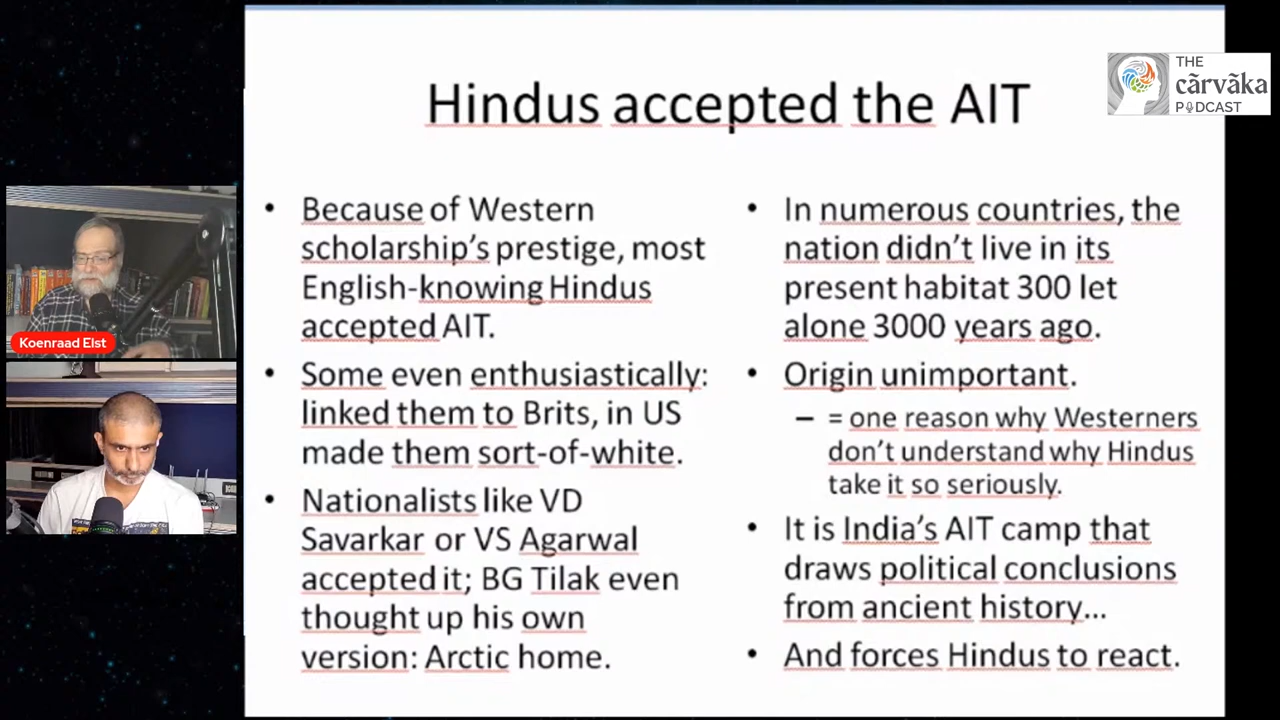 Hindus accepted the AIT
THE
cārvāka
PODCAST
• Because of Western
scholarship's prestige, most
English-knowing Hindus
accepted AIT.
• Some even enthusiastically:
linked them to Brits, in US
made them sort-of-white.
• Nationalists like VD
Savarkar or VS Agarwal
accepted it; BG Tilak even
thought up his own
version: Arctic home.
• In numerous countries, the
nation didn't live in its
present habitat 300 let
alone 3000 years ago.
• Origin unimportant.
– = one reason why Westerners
don't understand why Hindus
take it so seriously.
• It is India's AIT camp that
draws political conclusions
from ancient history...
• And forces Hindus to react.
Koenraad Elst